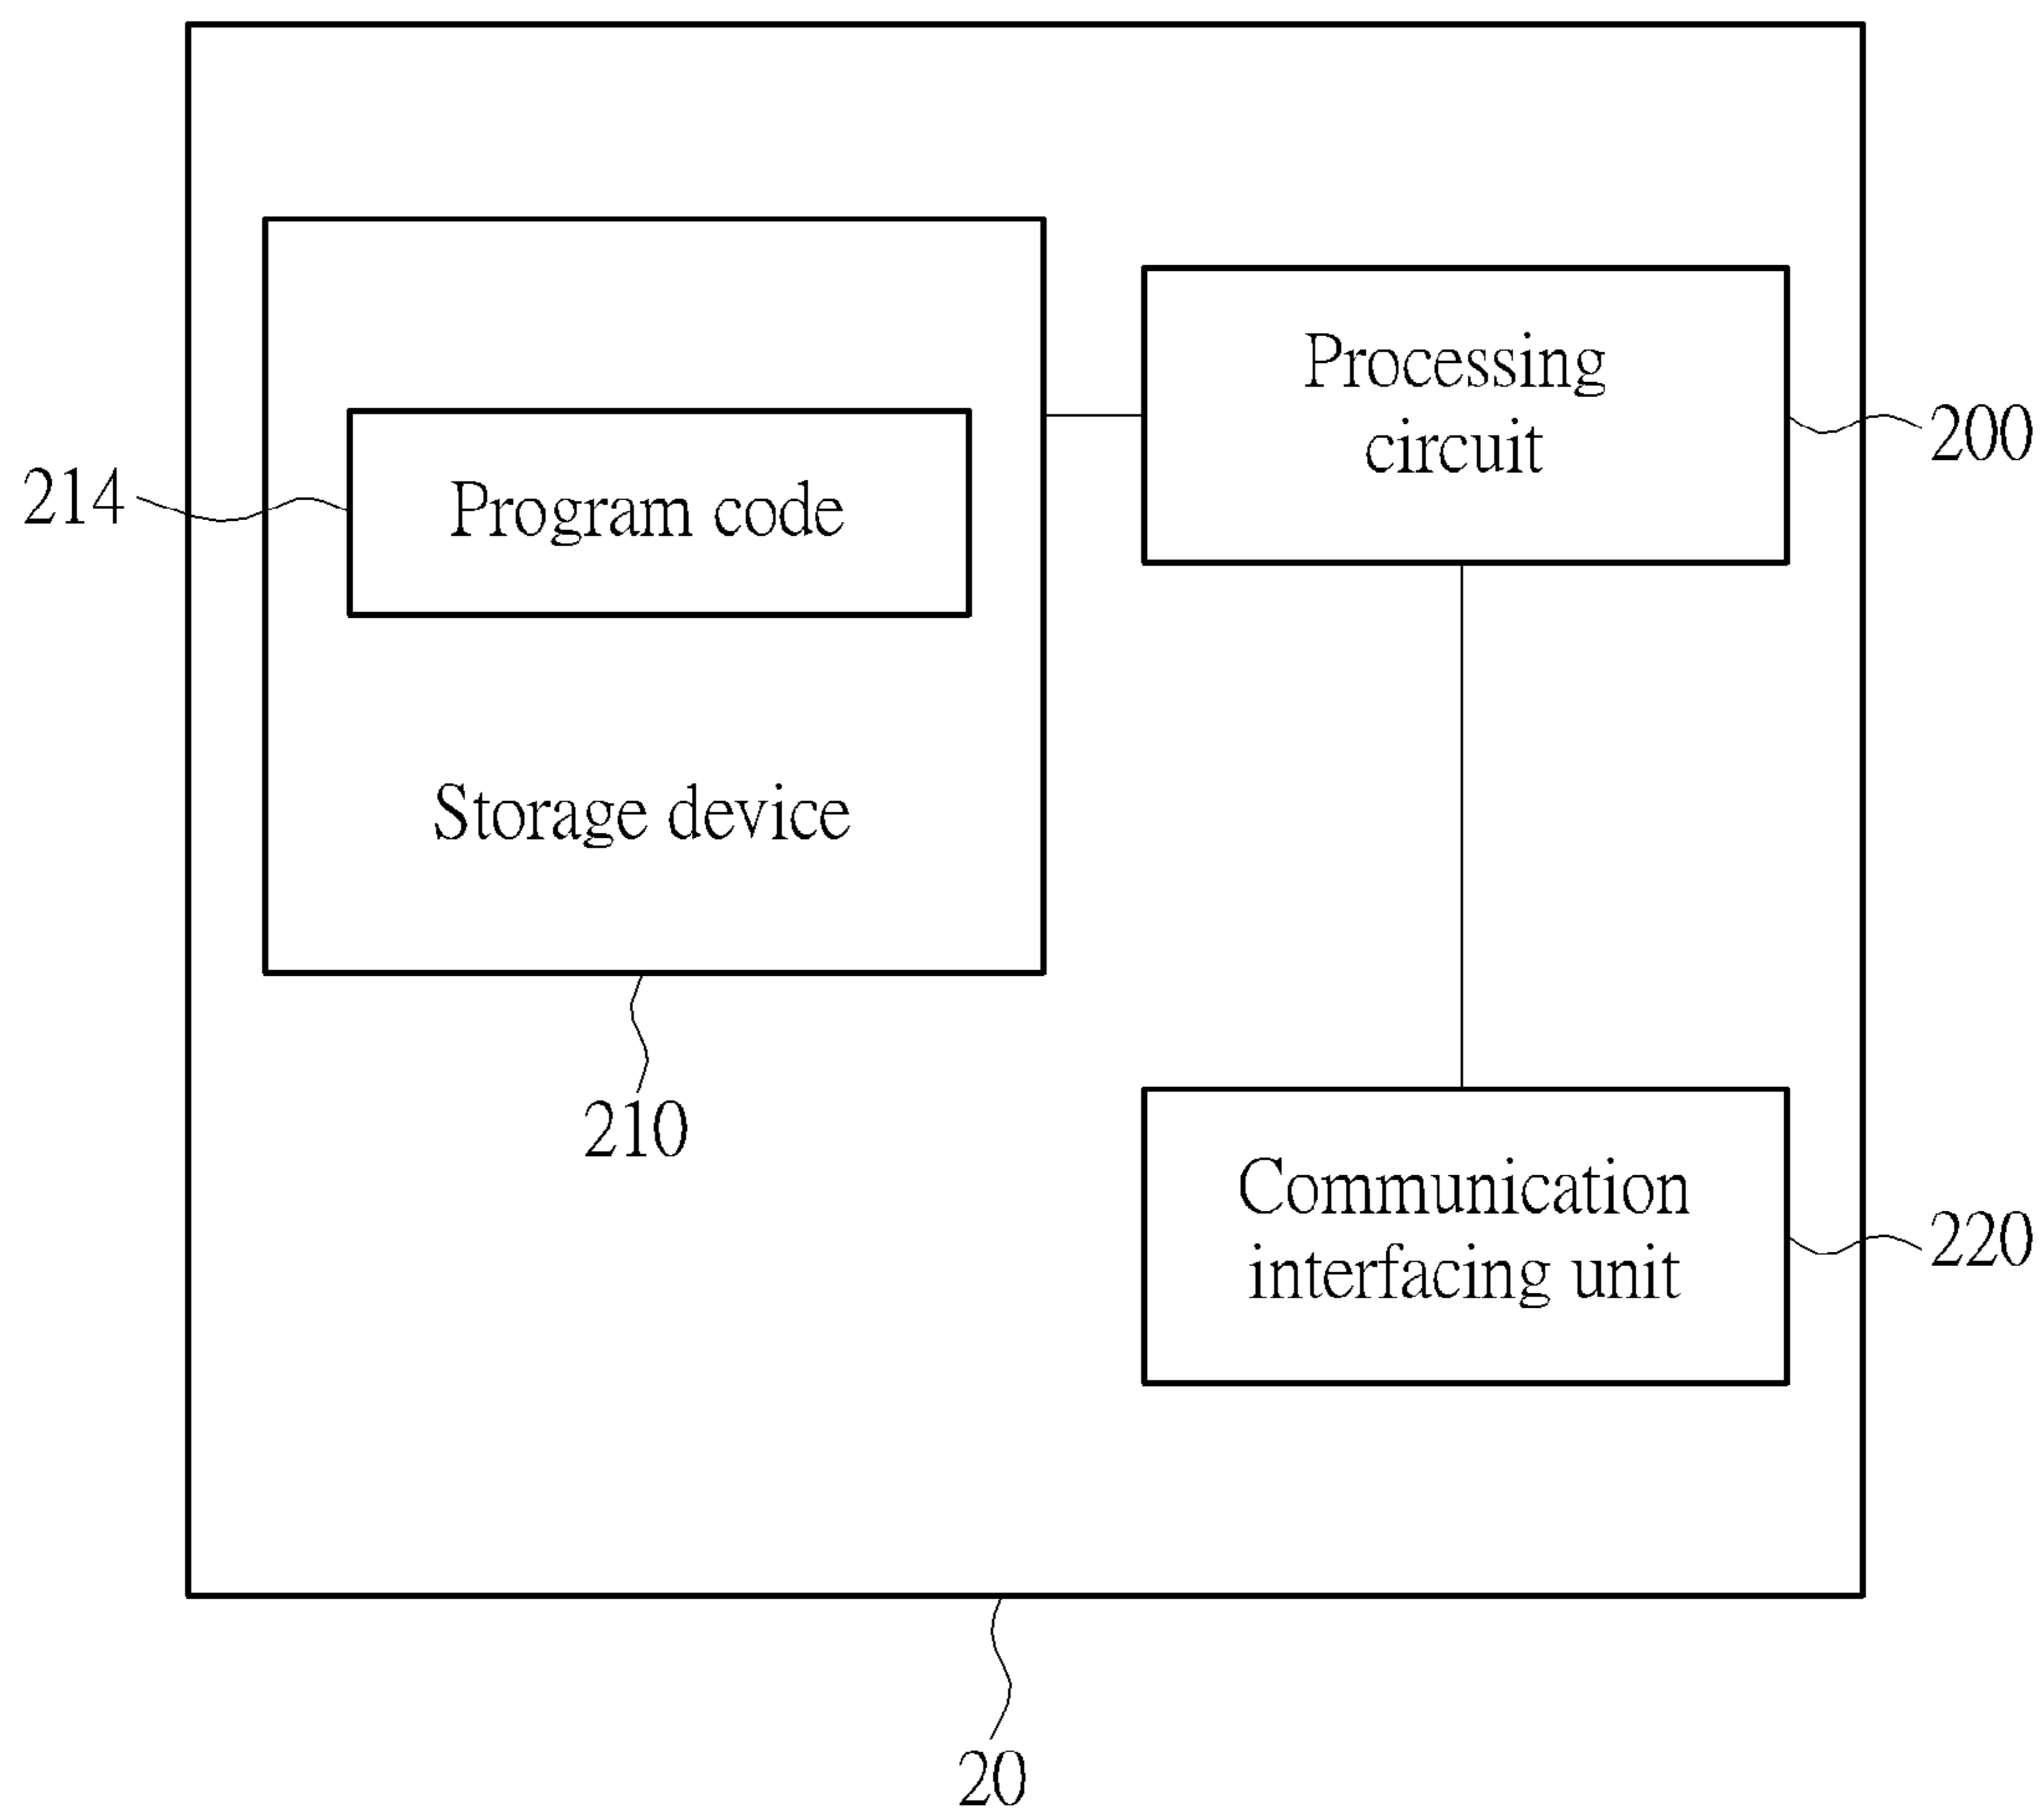 Processing
circuit
200
214
Program code
Storage device
210
Communication
interfacing unit
220
20